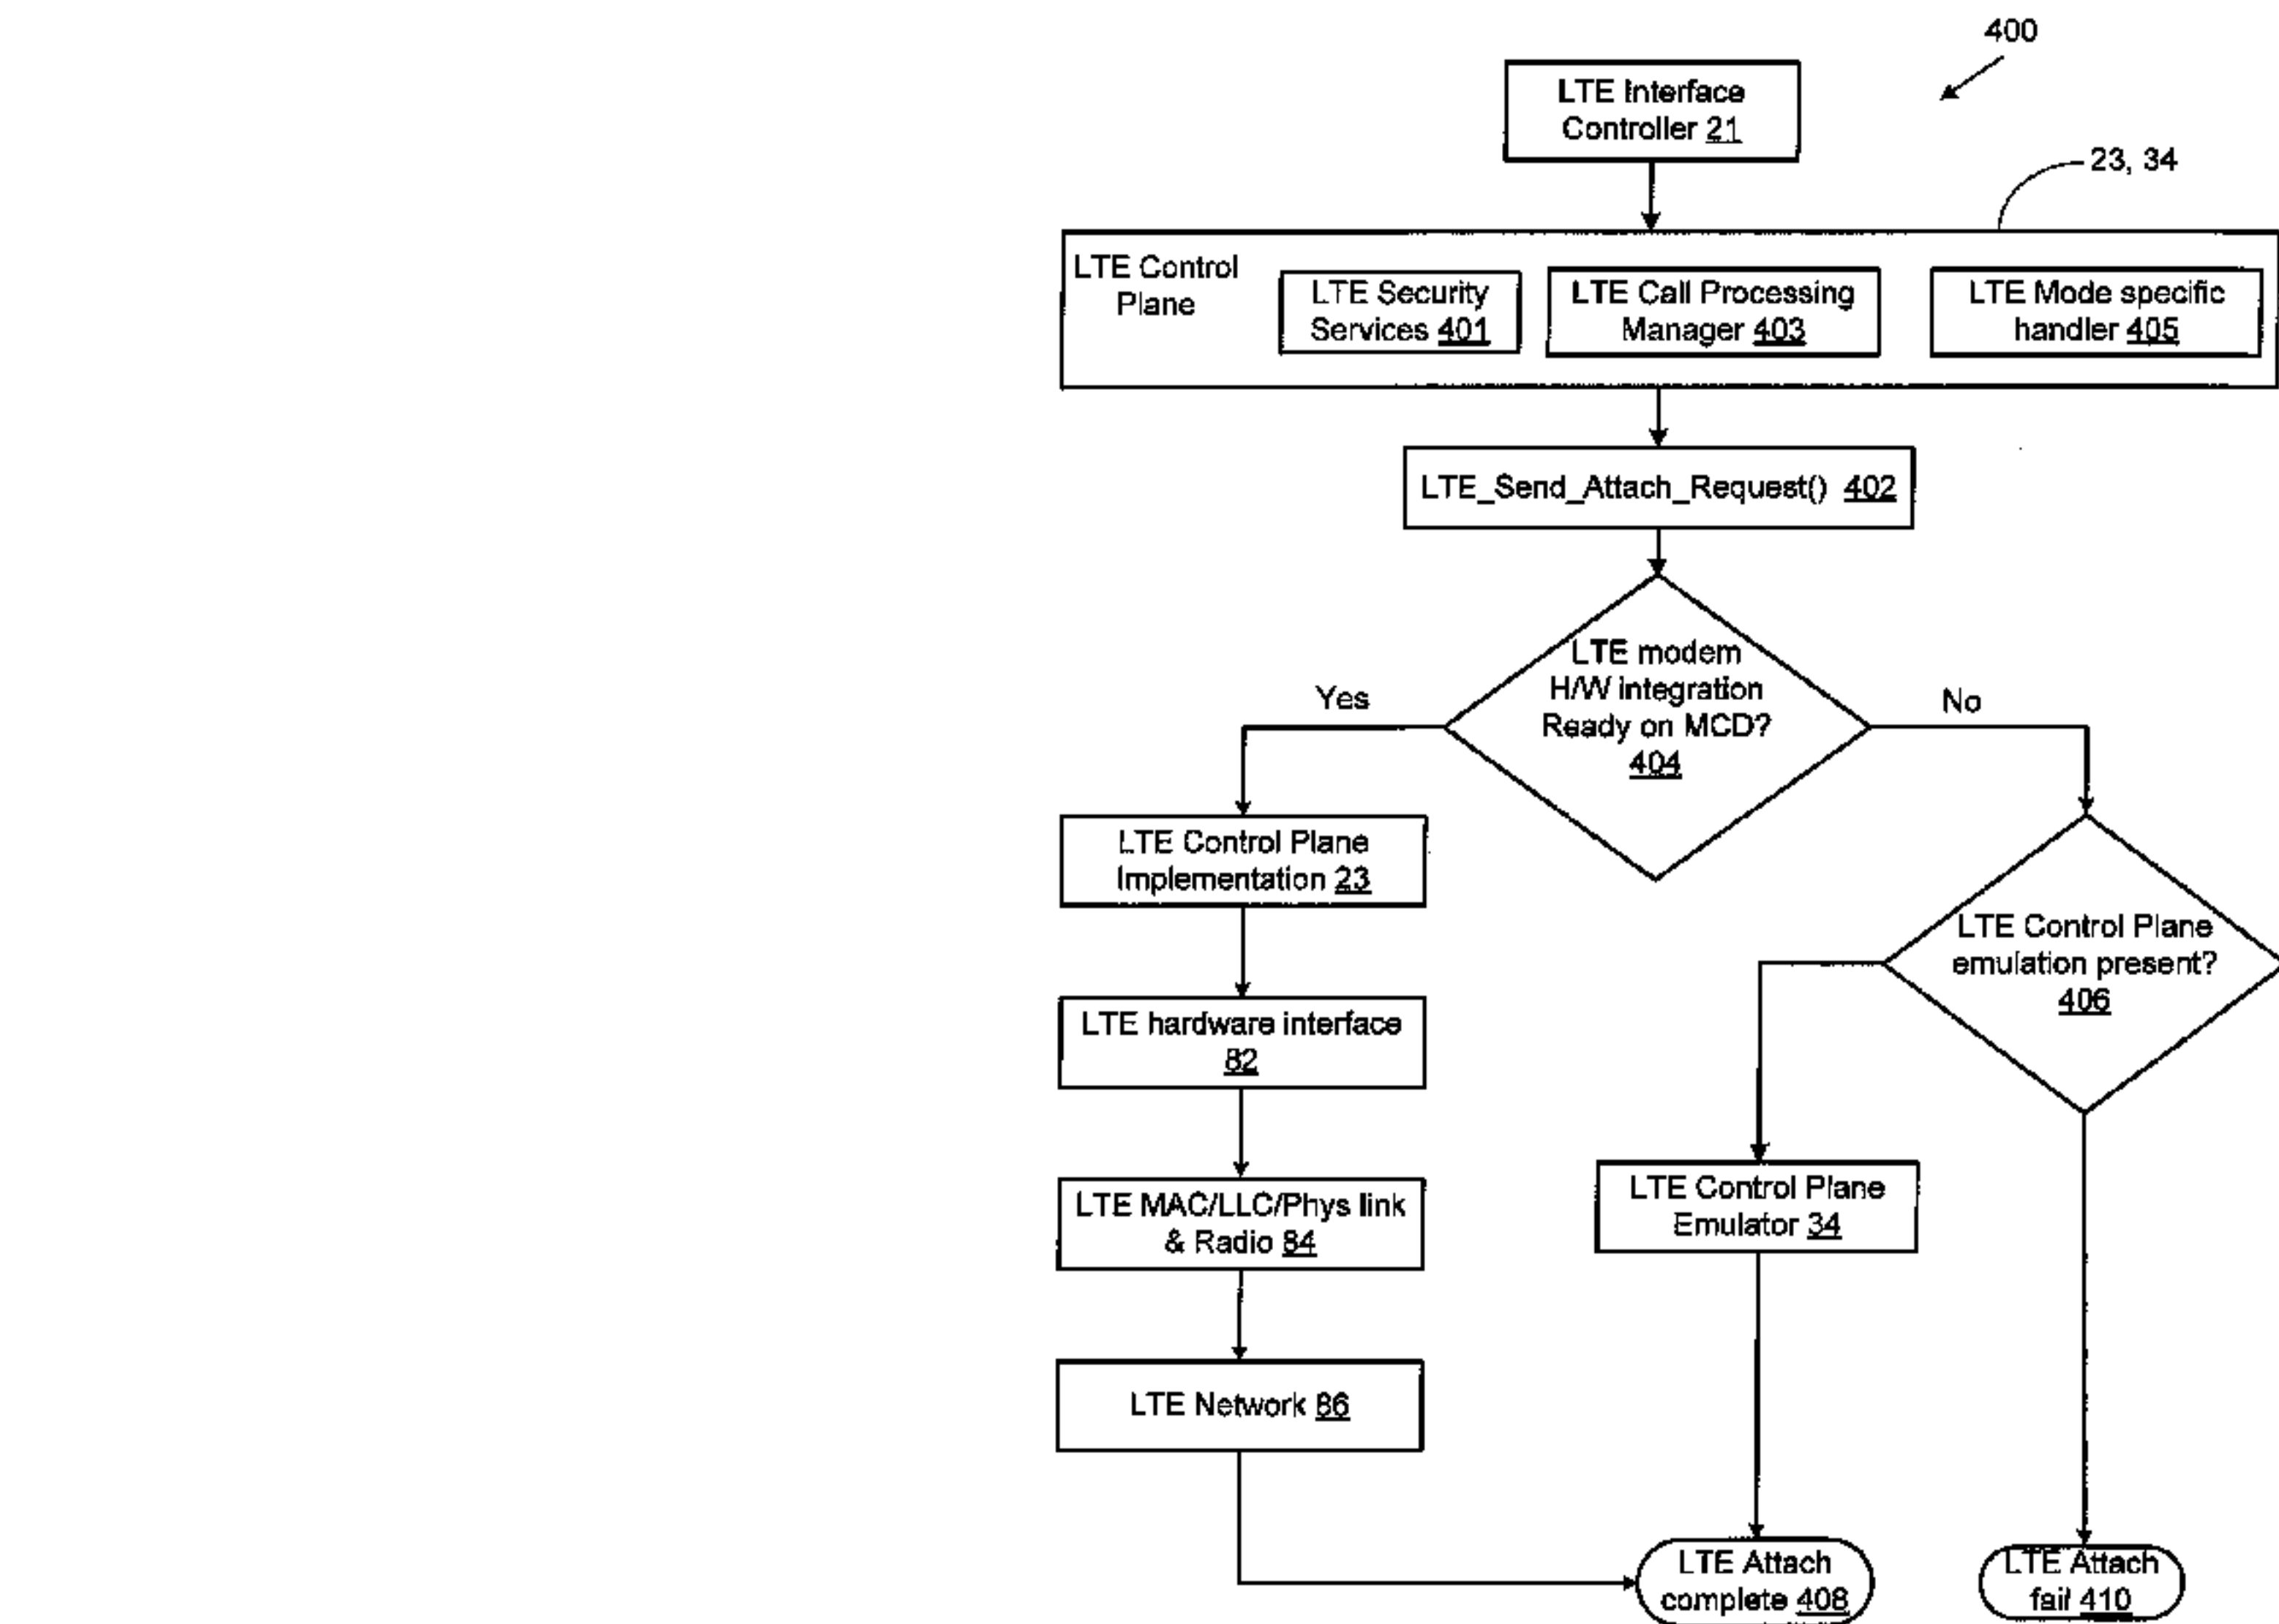 400
LTE Interface
Controller 21
23, 34
LTE Control
Plane
LTE Security
Services 401
LTE Call Processing
Manager 403
LTE Mode specific
handler 405
LTE_Send_Attach_Request() 402
LTE modem
H/W integration
Ready on MCD?
404
Yes
No
LTE Control Plane
Implementation 23
LTE Control Plane
emulation present?
406
LTE hardware interface
82
LTE MAC/LLC/Phys link
& Radio 84
LTE Control Plane
Emulator 34
LTE Network 86
LTE Attach
complete 408
LTE Attach
fail 410